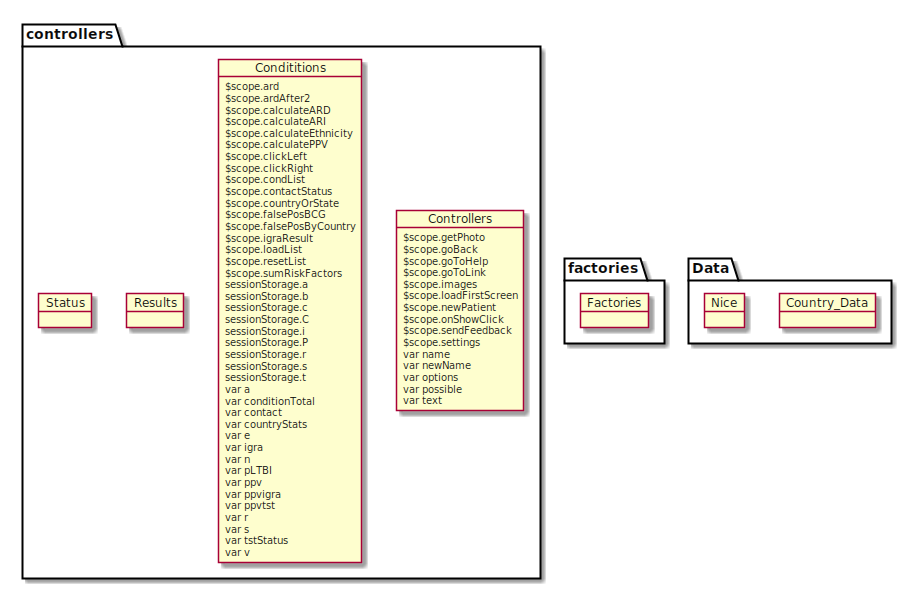 controllers
Status
Results
Condititions
$scope.ard
$scope.ardAfter2
$scope.calculateARD
$scope.calculateARI
$scope.calculateEthnicity
$scope.calculatePPV
$scope.clickLeft
$scope.clickRight
$scope.condList
$scope.contactStatus
$scope.countryOrState
$scope.falsePosBCG
$scope.falsePosByCountry
$scope.igraResult
$scope.loadList
$scope.resetList
$scope.sumRiskFactors
sessionStorage.a
sessionStorage.b
sessionStorage.c
sessionStorage.C
sessionStorage.i
sessionStorage.P
sessionStorage.r
sessionStorage.s
sessionStorage.t
var a
var conditionTotal
var contact
var countryStats
var e
var igra
var n
var pLTBI
var ppv
var ppvigra
var ppvtst
var r
var s
var tstStatus
var v
Controllers
$scope.getPhoto
$scope.goBack
$scope.goToHelp
$scope.goToLink
$scope.images
$scope.loadFirstScreen
$scope.newPatient
$scope.onShowClick
$scope.sendFeedback
$scope.settings
var name
var newName
var options
var possible
var text
factories
Factories
Data
Nice
Country_Data